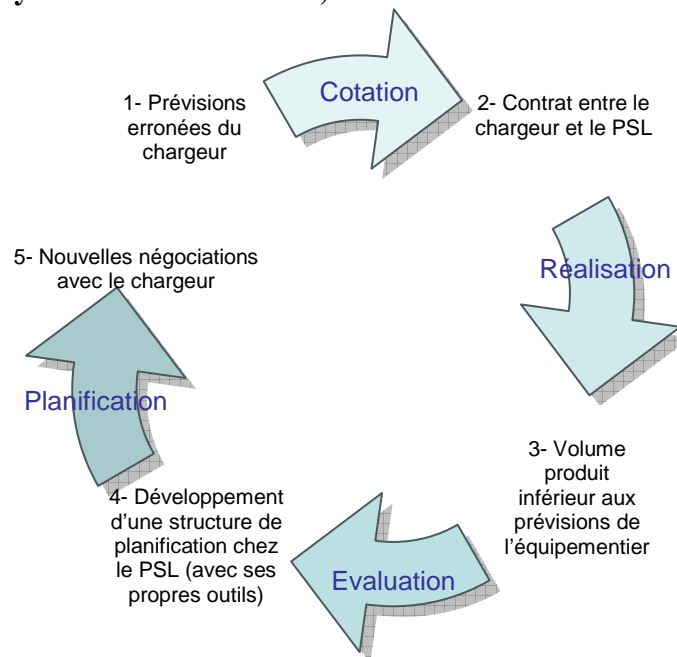 1- Prévisions
erronées du
chargeur
Cotation
2- Contrat entre le
chargeur et le PSL
Réalisation
3- Volume
produit
inférieur aux
prévisions de
l'équipementier
Evaluation
4- Développement
d'une structure de
planification chez
le PSL (avec ses
propres outils)
Planification
5- Nouvelles négociations
avec le chargeur